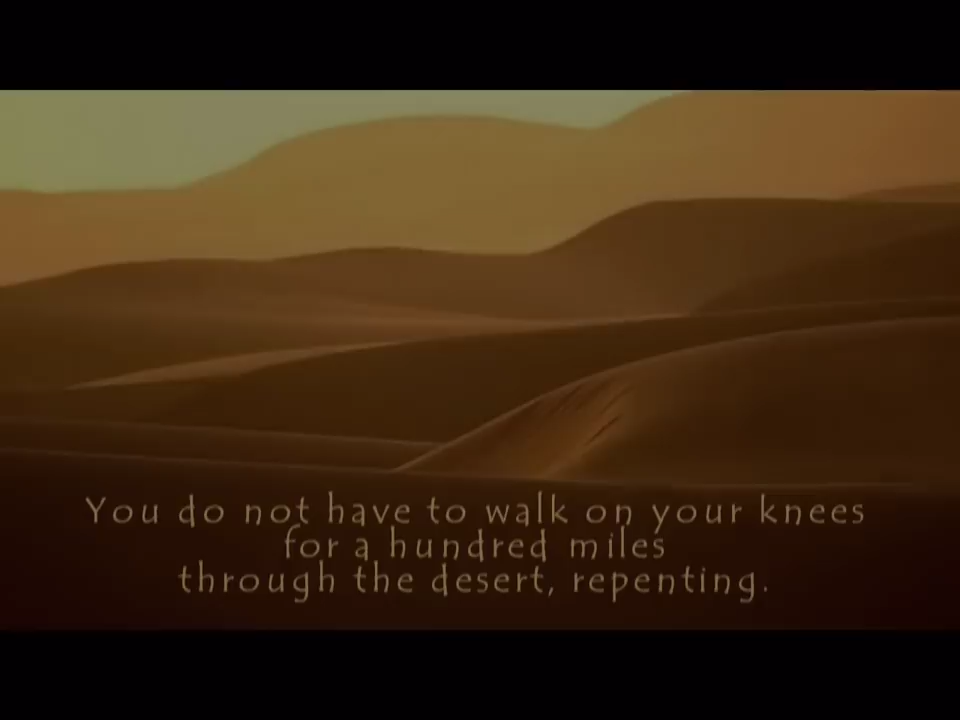 You do not have to walk on your knees
for a hundred miles
through the desert, repenting.